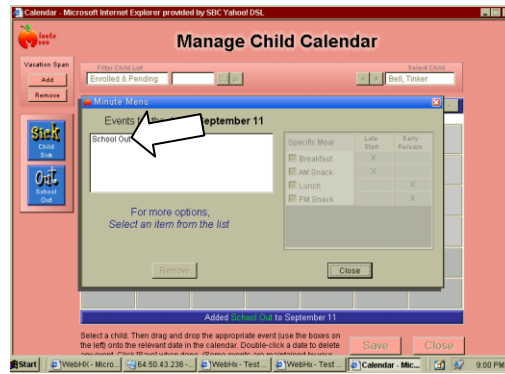 Calendar - Microsoft Internet Explorer provided by SBC Yahoo! DSL
Manage Child Calendar
Vacation Span
Add
Remove
Filter Child List
Enrolled & Pending
Select Child
Bell, Tinker
Minute Menu
Events
September 11
School Out
Specific Meal
Late Start
Early Release
Breakfast X
AM Snack X
Lunch X
PM Snack X
For more options,
Select an item from the list
Remove
Close
Sick
Child
Sick
Out
School
Out
Added School Out to September 11
Select a child. Then drag and drop the appropriate event (use the boxes on
the left) onto the relevant date in the calendar. Double-click a date to delete
Save
Close
Start
WebHX - Micro...
64.50.43.236 - ...
WebHx - Test ...
WebHx - Test ...
Calendar - Mic...
9:00 PM